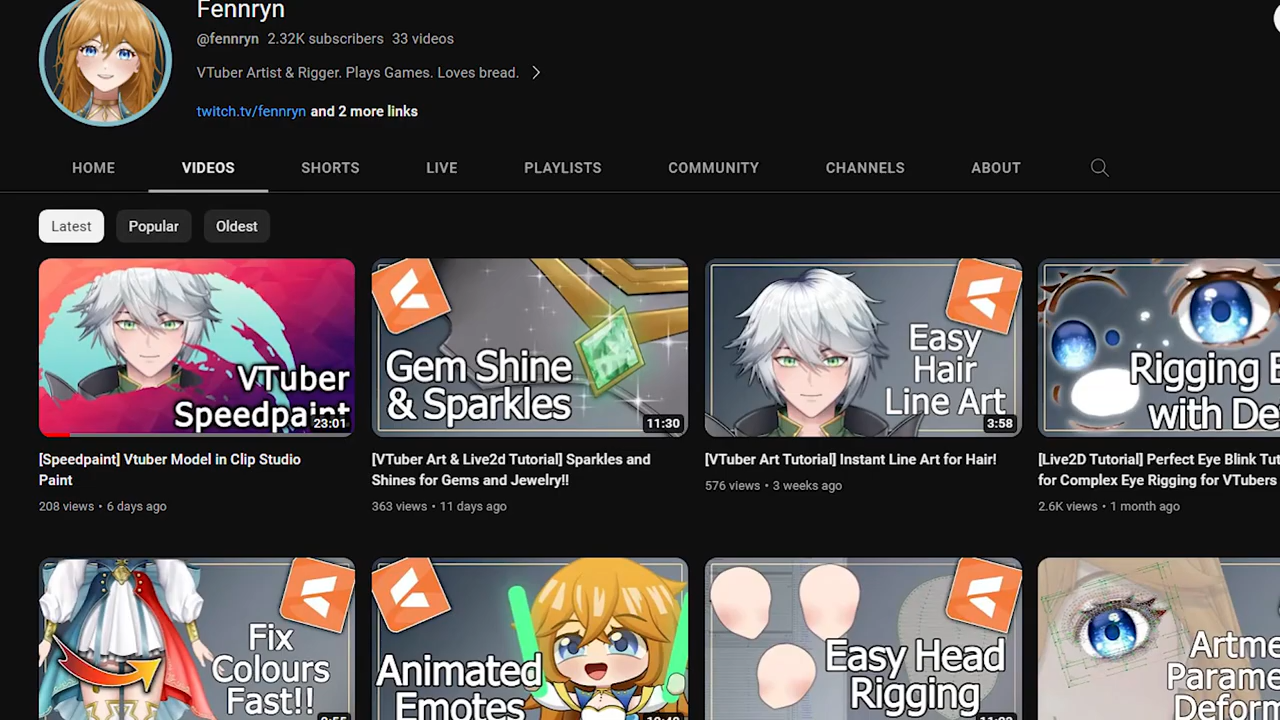 Fennryn
@fennryn 2.32K subscribers 33 videos
VTuber Artist & Rigger. Plays Games. Loves bread.
twitch.tv/fennryn and 2 more links
HOME VIDEOS SHORTS LIVE PLAYLISTS COMMUNITY CHANNELS ABOUT
Latest Popular Oldest
VTuber
Speedpaint
23:01
Gem Shine
& Sparkles
11:30
Easy
Hair
Line Art
3:58
Rigging
with
[Speedpaint] Vtuber Model in Clip Studio
Paint
208 views • 6 days ago
[VTuber Art & Live2d Tutorial] Sparkles and
Shines for Gems and Jewelry!!
363 views • 11 days ago
[VTuber Art Tutorial] Instant Line Art for Hair!
576 views • 3 weeks ago
[Live2D Tutorial] Perfect Eye Blink
for Complex Eye Rigging for VTubers
2.6K views • 1 month ago
Fix
Colours
Fast!!
Animated
Emotes
Easy Head
Rigging